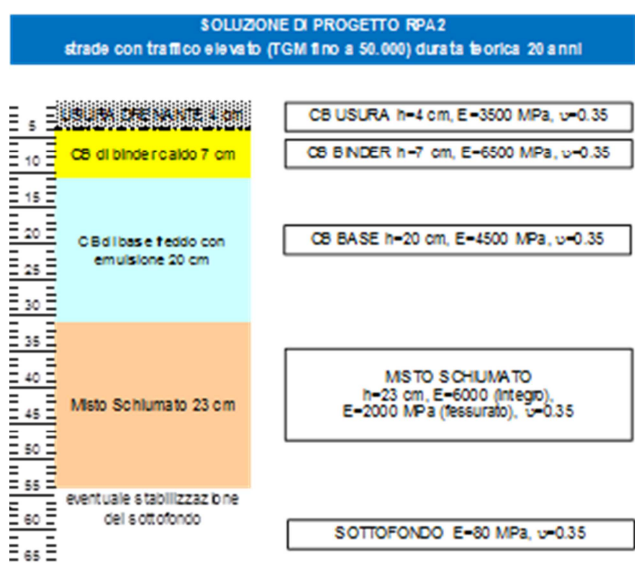 SOLUZIONE DI PROGETTO RPA2
strade con traffico elevato (TGM fino a 50.000) durata teorica 20 anni
5
USURA DRENANTE 4 cm
CB USURA h=4 cm, E=3500 MPa, υ=0.35
10
CB di binder caldo 7 cm
CB BINDER h=7 cm, E=6500 MPa, υ=0.35
15
20
CB di base freddo con
emulsione 20 cm
CB BASE h=20 cm, E=4500 MPa, υ=0.35
25
30
35
40
Misto Schiumato 23 cm
MISTO SCHIUMATO
h=23 cm, E=6000 (Integro),
E=2000 MPa (fessurato), υ=0.35
45
50
55
eventuale stabilizzazione
del sottofondo
60
SOTTOFONDO E=80 MPa, υ=0.35
65